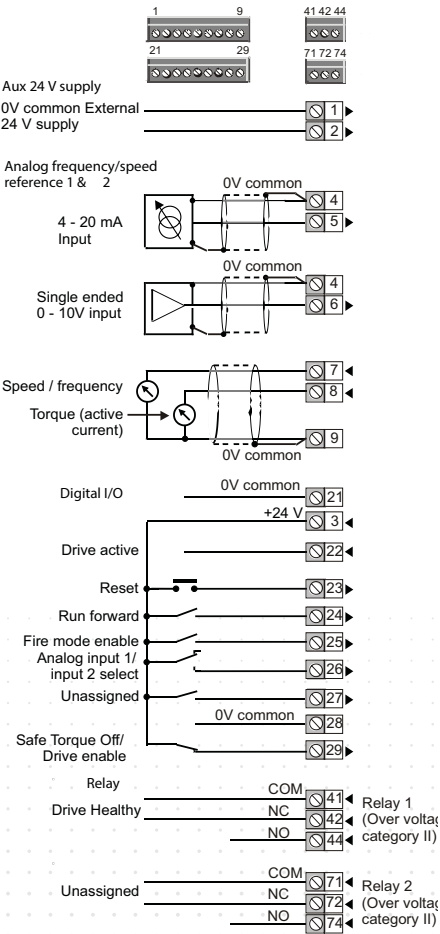 1 9 41 42 44
21 29 71 72 74
Aux 24 V supply
0V common External
24 V supply
1
2
Analog frequency/speed
reference 1 & 2
0V common
4
4 - 20 mA
Input
5
0V common
4
Single ended
0 - 10V input
6
7
Speed / frequency
8
Torque (active
current)
9
0V common
Digital I/O
0V common
21
+24 V
3
Drive active
22
Reset
23
Run forward
24
Fire mode enable
25
Analog input 1/
input 2 select
26
Unassigned
27
0V common
28
Safe Torque Off/
Drive enable
29
Relay
COM
41
Relay 1
Drive Healthy
NC
42
(Over voltag
NO
44
category II)
COM
71
Relay 2
Unassigned
NC
72
(Over voltag
NO
74
category II)